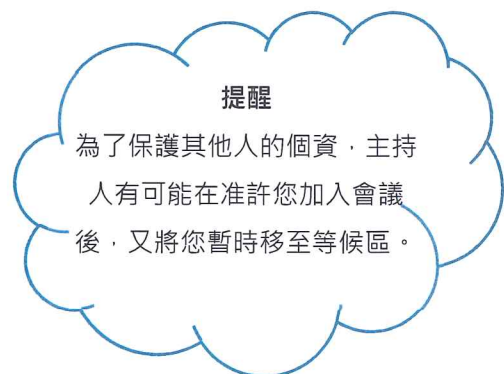 提醒
為了保護其他人的個資，主持
人有可能在准許您加入會議
後，又將您暫時移至等候區。